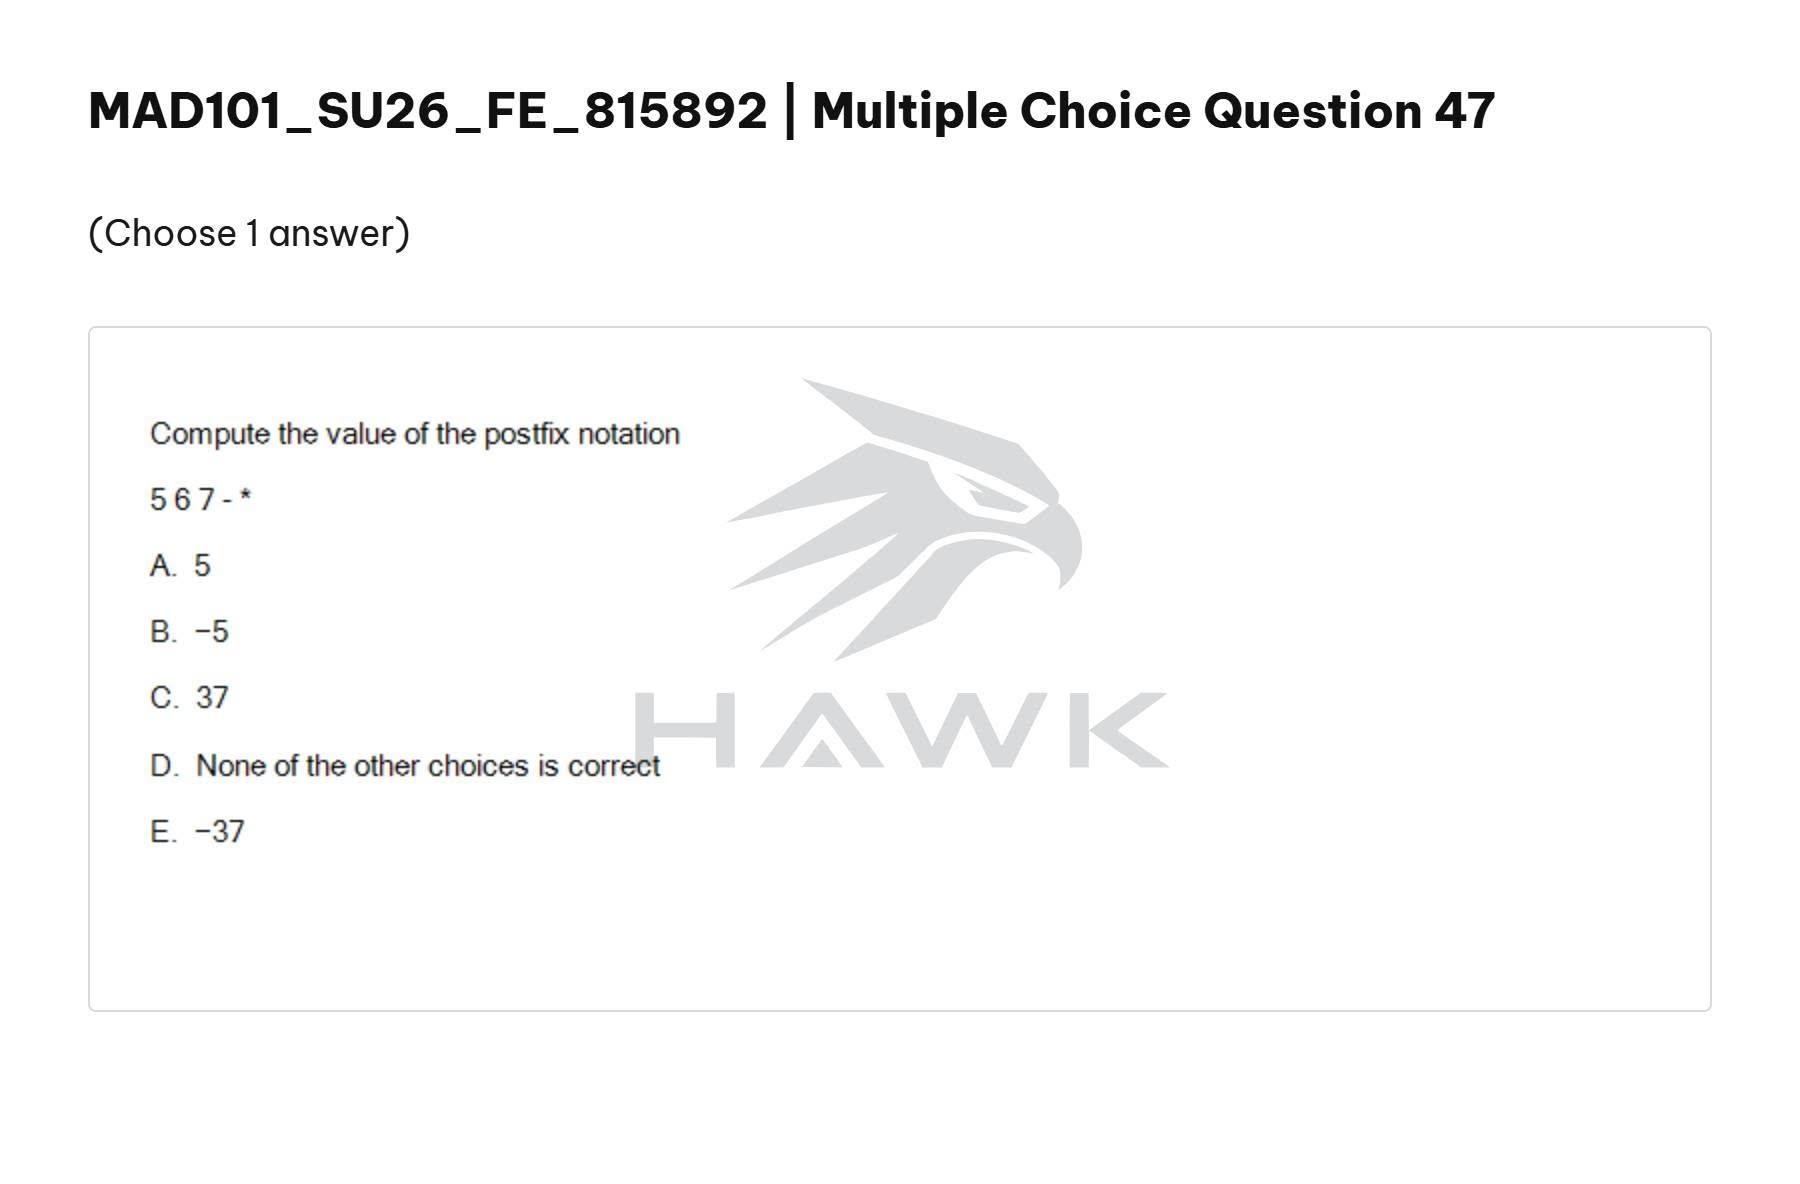 MAD101_SU26_FE_815892 | Multiple Choice Question 47
(Choose 1 answer)
Compute the value of the postfix notation
5 6 7 - *
A. 5
B. −5
C. 37
D. None of the other choices is correct
E. −37
HAWK